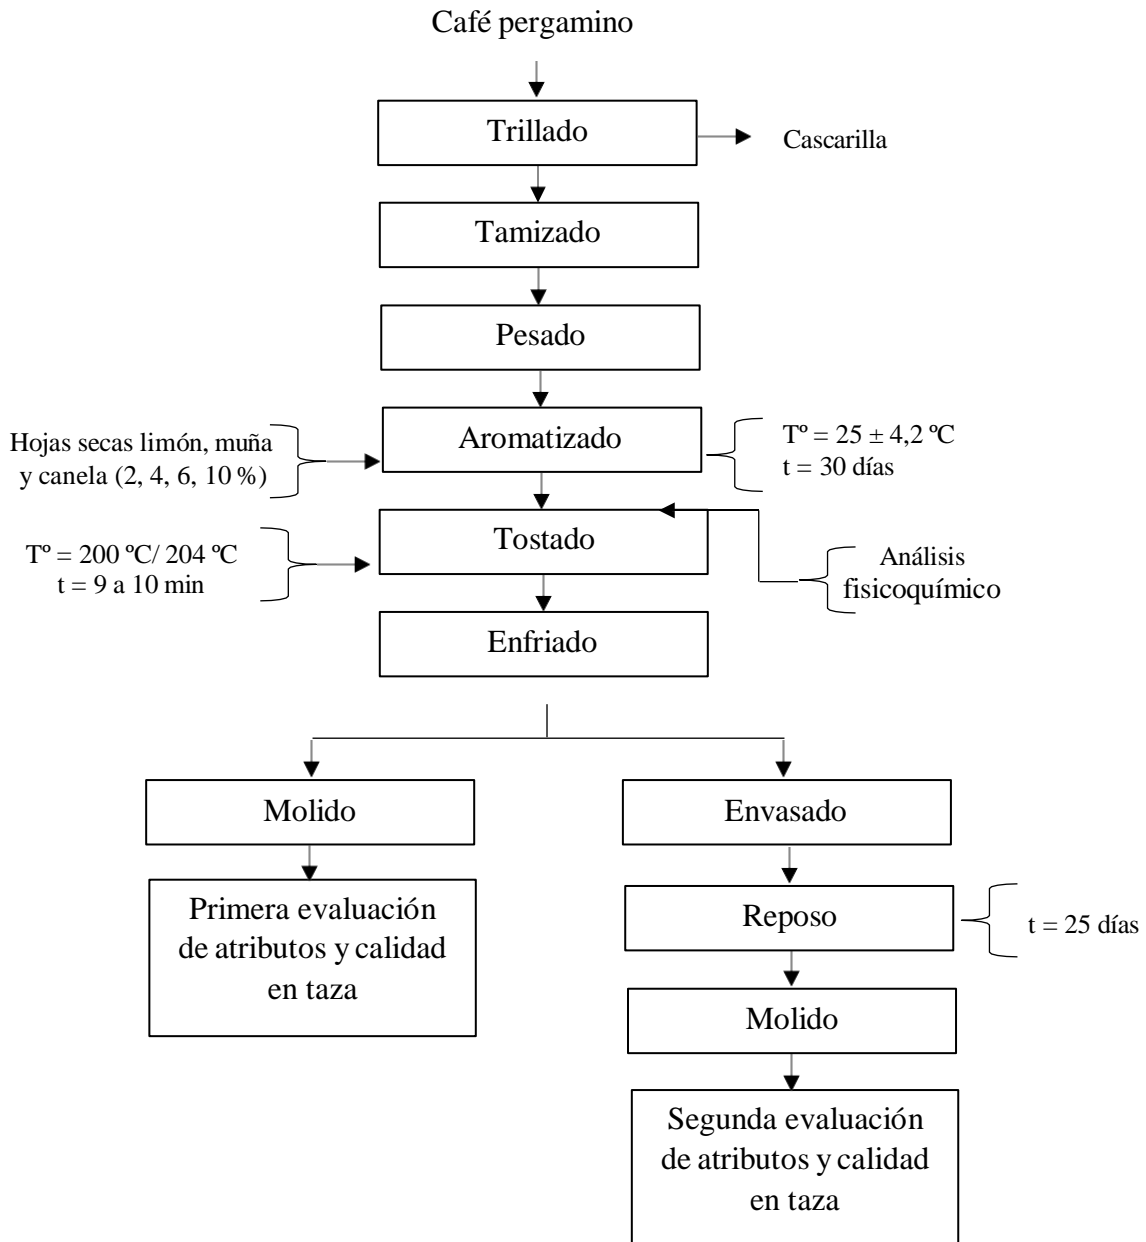 Café pergamino
Trillado
Cascarilla
Tamizado
Pesado
Aromatizado
Hojas secas limón, muña
y canela (2, 4, 6, 10 %)
Tº = 25 ± 4,2 ºC
t = 30 días
Tostado
Tº = 200 ºC/ 204 ºC
t = 9 a 10 min
Análisis
fisicoquímico
Enfriado
Molido
Primera evaluación
de atributos y calidad
en taza
Envasado
Reposo
t = 25 días
Molido
Segunda evaluación
de atributos y calidad
en taza